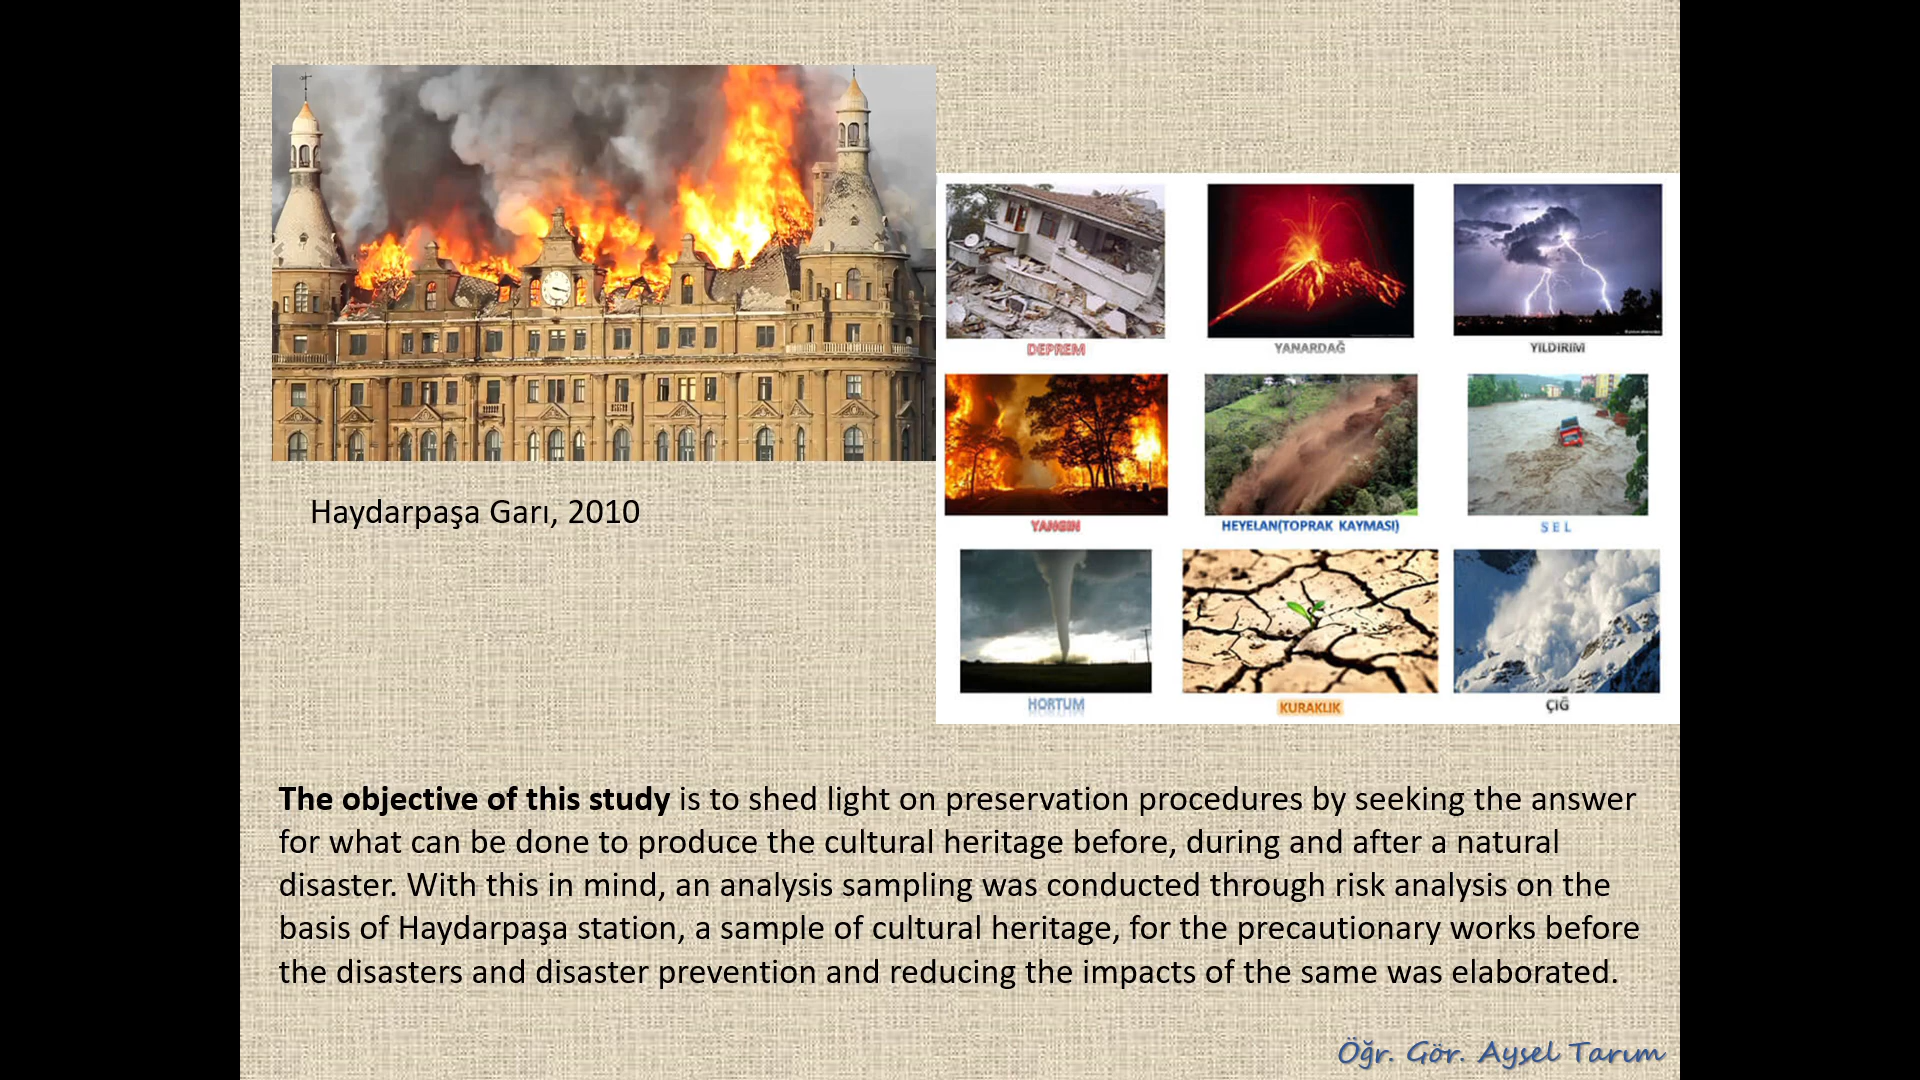 Haydarpaşa Garı, 2010
DEPREM
YANARDAĞ
YILDIRIM
YANGIN
HEYELAN(TOPRAK KAYMASI)
S E L
HORTUM
KURAKLIK
ÇIĞ
The objective of this study is to shed light on preservation procedures by seeking the answer
for what can be done to produce the cultural heritage before, during and after a natural
disaster. With this in mind, an analysis sampling was conducted through risk analysis on the
basis of Haydarpaşa station, a sample of cultural heritage, for the precautionary works before
the disasters and disaster prevention and reducing the impacts of the same was elaborated.
Öğr. Gör. Aysel Tarım